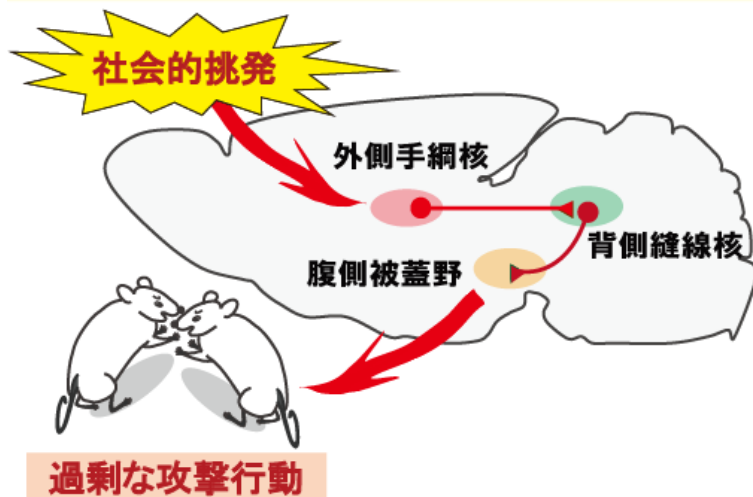 社会的挑発
外側手綱核
背側縫線核
腹側被蓋野
過剰な攻撃行動